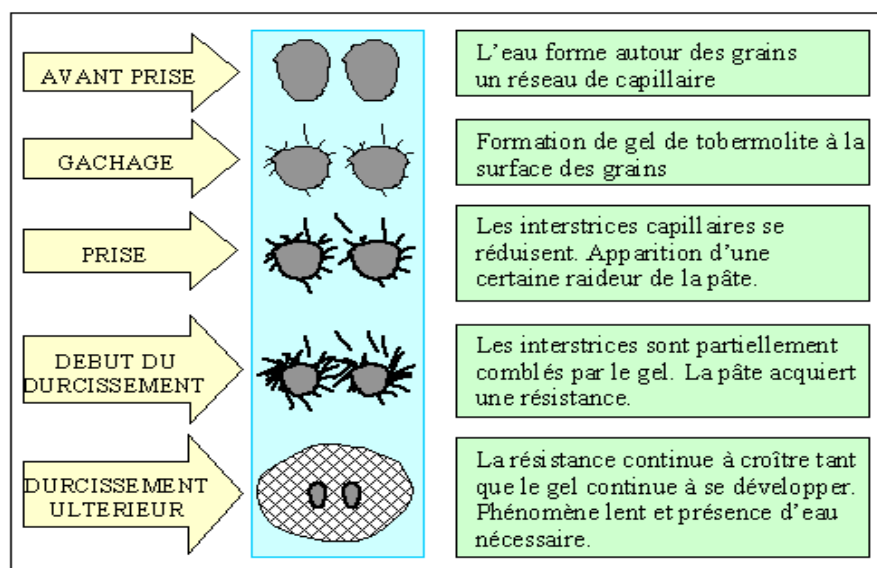 AVANT PRISE
L'eau forme autour des grains
un réseau de capillaire
GACHAGE
Formation de gel de tobermolite à la
surface des grains
PRISE
Les interstrices capillaires se
réduisent. Apparition d'une
certaine raideur de la pâte.
DEBUT DU
DURCISSEMENT
Les interstrices sont partiellement
comblés par le gel. La pâte acquiert
une résistance.
DURCISSEMENT
ULTERIEUR
La résistance continue à croître tant
que le gel continue à se développer.
Phénomène lent et présence d'eau
nécessaire.